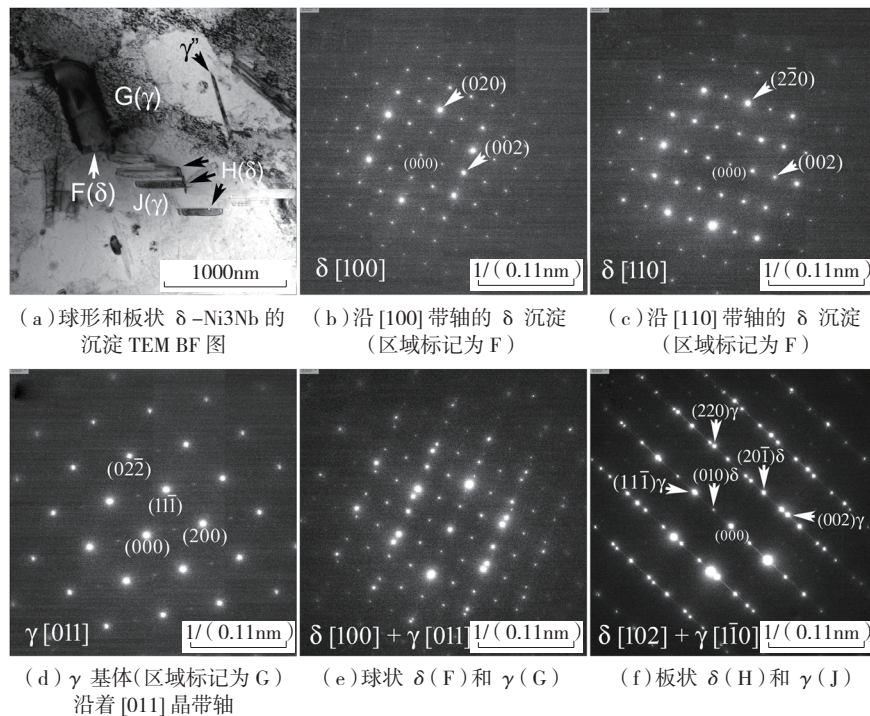 γ"
G(γ)
F(δ)
H(δ)
J(γ)
1000nm
(020)
(002)
(000)
δ [100]
1/(0.11nm)
(22̄0)
(002)
(000)
δ [110]
1/(0.11nm)
(a)球形和板状 δ-Ni3Nb 的
沉淀 TEM BF 图
(b)沿 [100] 带轴的 δ 沉淀
(区域标记为 F)
(c)沿 [110] 带轴的 δ 沉淀
(区域标记为 F)
(022̄)
(111̄)
(200)
(000)
γ [011]
1/(0.11nm)
δ [100] + γ [011]
1/(0.11nm)
(220)γ
(201̄)δ
(111̄)γ
(010)δ
(002)γ
(000)
δ [102] + γ [11̄0]
1/(0.11nm)
(d)γ 基体(区域标记为 G)
沿着 [011] 晶带轴
(e)球状 δ(F)和 γ(G)
(f)板状 δ(H)和 γ(J)